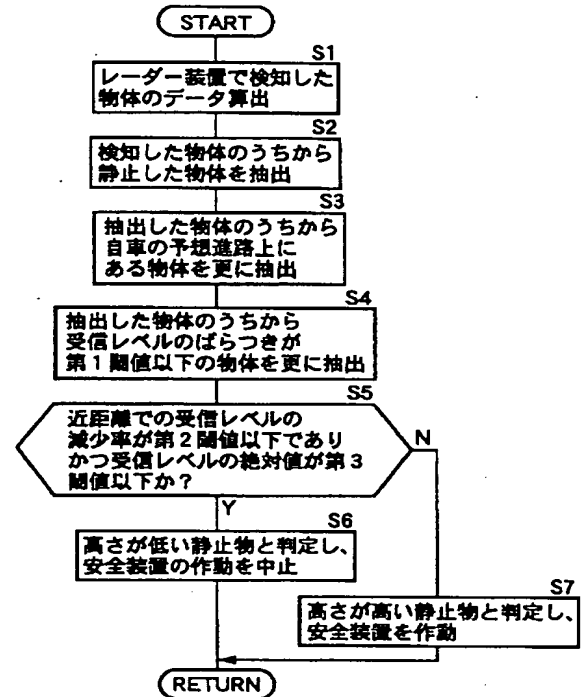 START
S1
レーダー装置で検知した
物体のデータ算出
S2
検知した物体のうちから
静止した物体を抽出
S3
抽出した物体のうちから
自車の予想進路上に
ある物体を更に抽出
S4
抽出した物体のうちから
受信レベルのばらつきが
第1閾値以下の物体を更に抽出
S5
近距離での受信レベルの
減少率が第2閾値以下であり
かつ受信レベルの絶対値が第3
閾値以下か？
N
Y
S6
高さが低い静止物と判定し、
安全装置の作動を中止
S7
高さが高い静止物と判定し、
安全装置を作動
RETURN